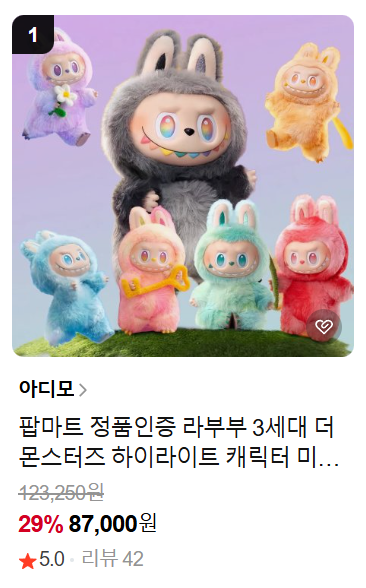 1
아디모
팝마트 정품인증 라부부 3세대 더
몬스터즈 하이라이트 캐릭터 미...
123,250원
29% 87,000원
5.0 · 리뷰 42